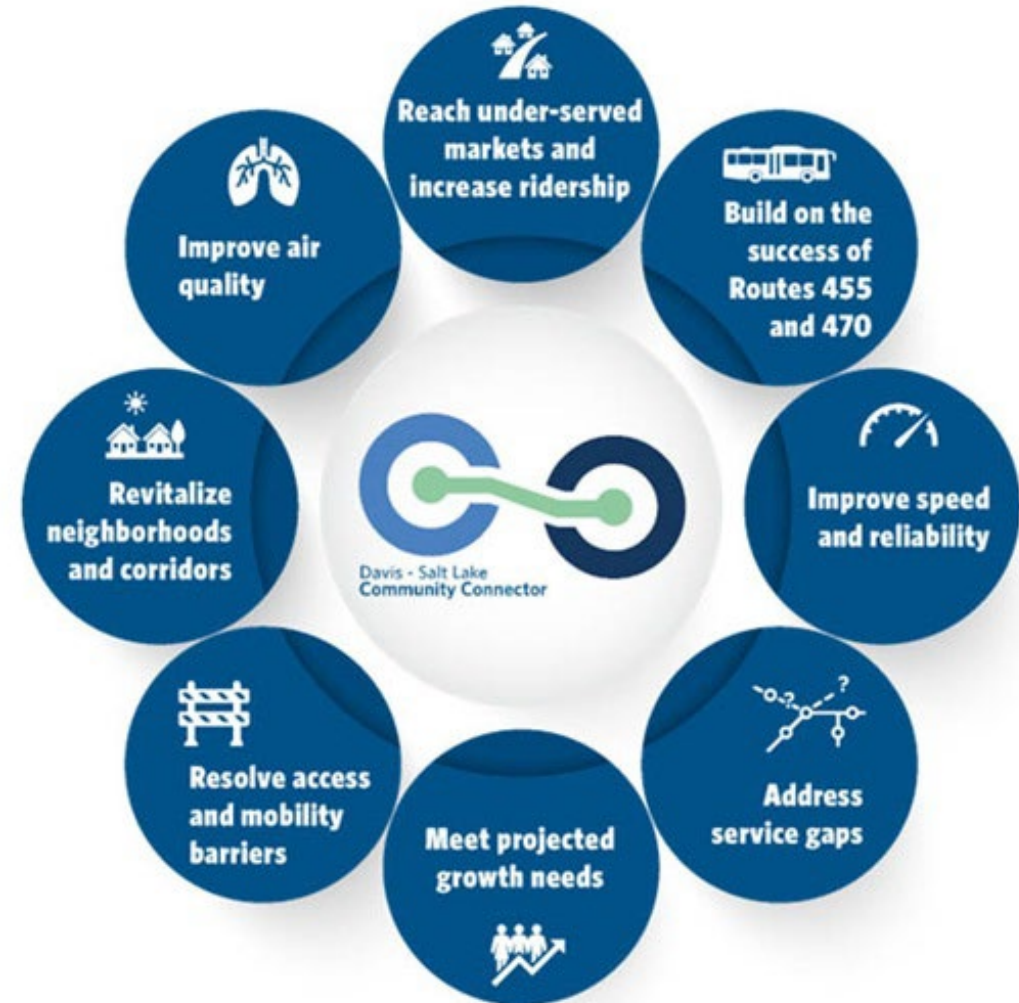 Reach under-served
markets and
increase ridership
Build on the
success of
Routes 455
and 470
Improve speed
and reliability
?
?
Address
service gaps
Meet projected
growth needs
Resolve access
and mobility
barriers
Revitalize
neighborhoods
and corridors
Improve air
quality
Davis - Salt Lake
Community Connector